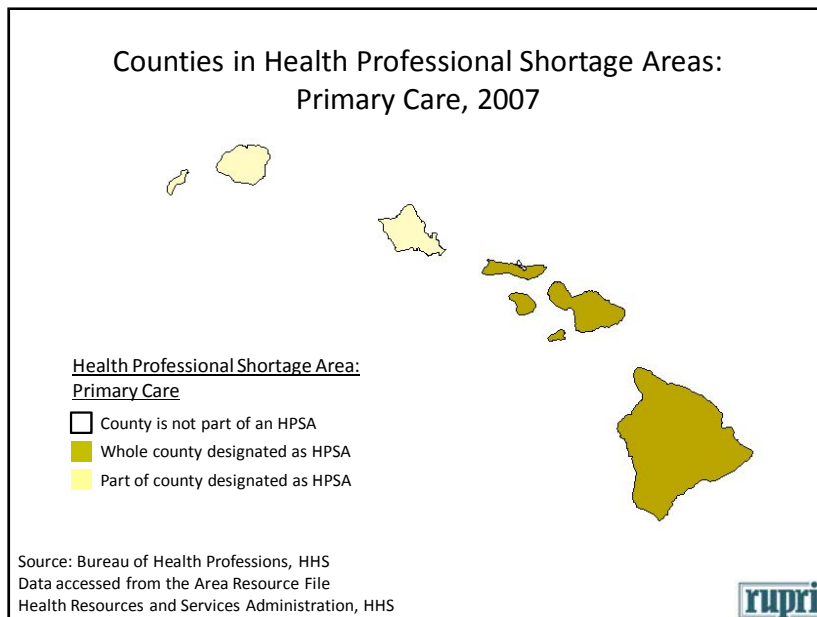 Counties in Health Professional Shortage Areas:
Primary Care, 2007
Health Professional Shortage Area:
Primary Care
County is not part of an HPSA
Whole county designated as HPSA
Part of county designated as HPSA
Source: Bureau of Health Professions, HHS
Data accessed from the Area Resource File
Health Resources and Services Administration, HHS
rupri